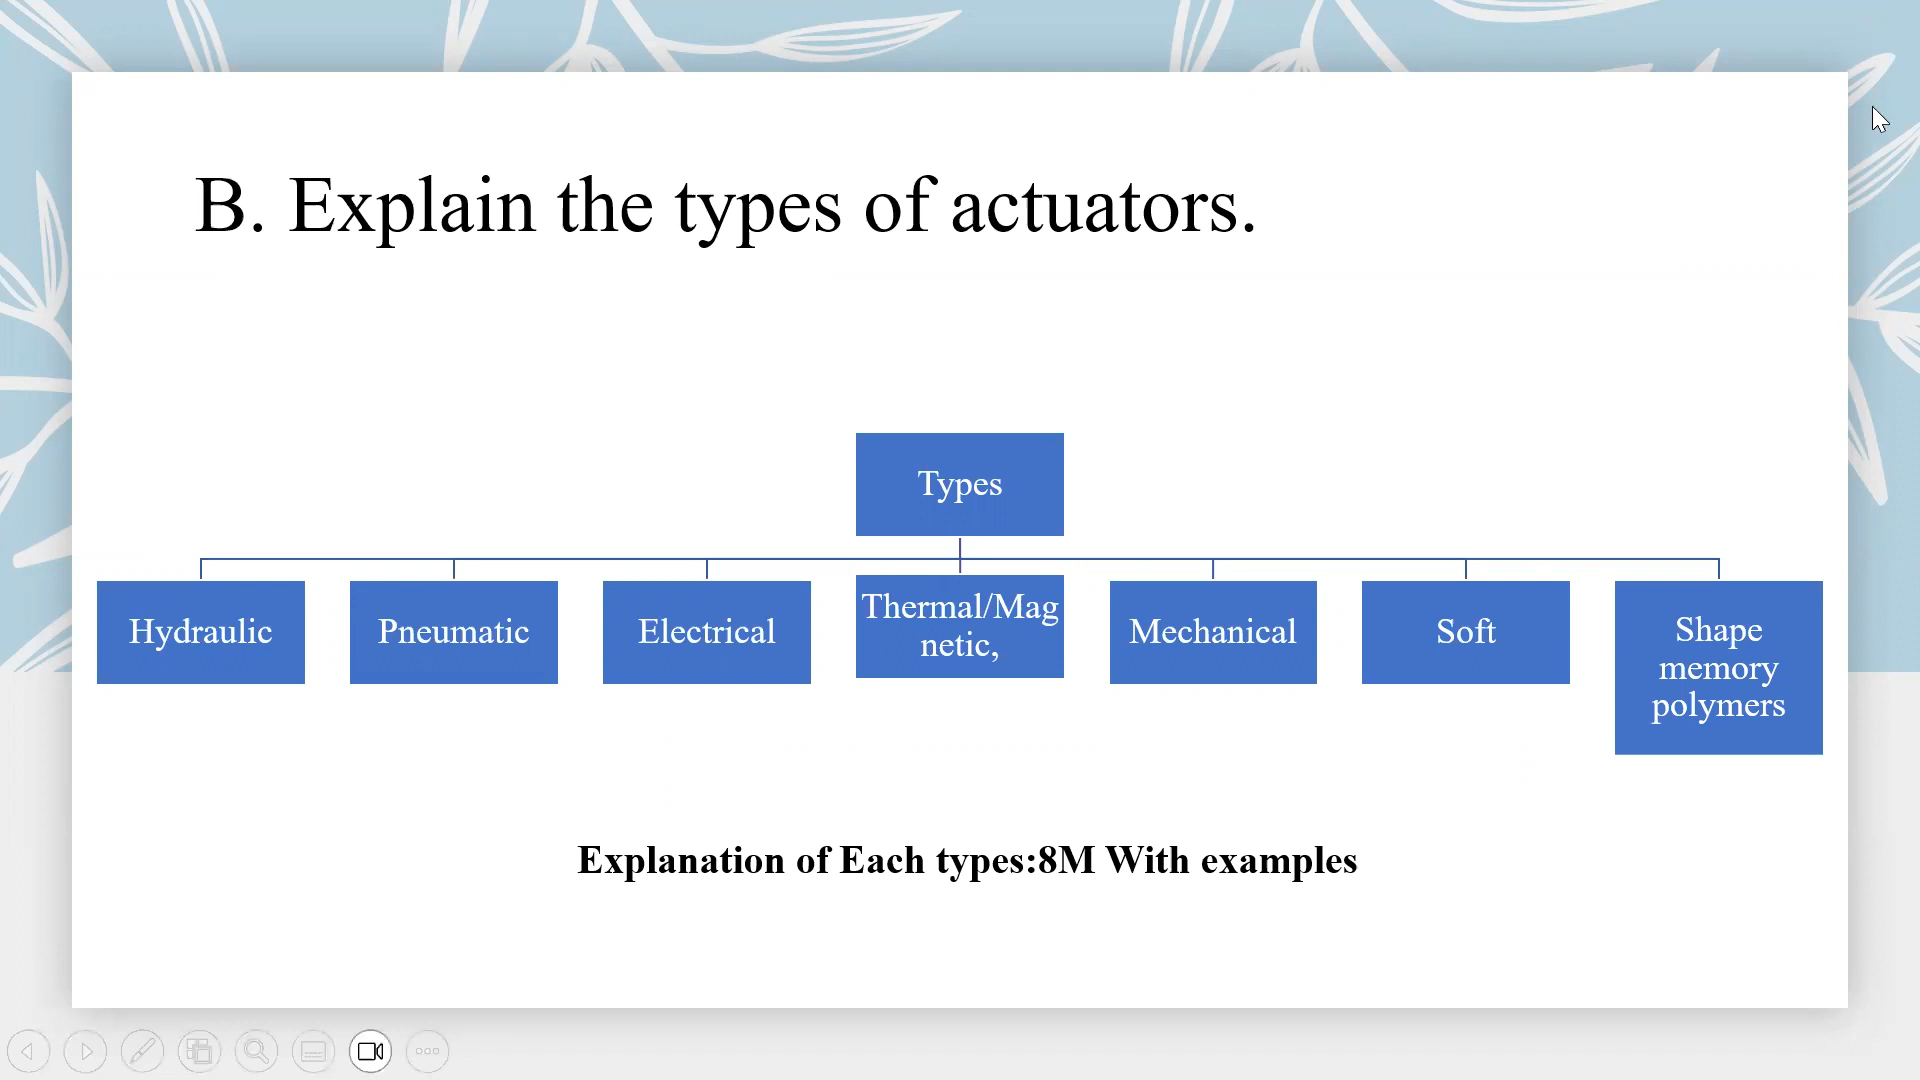 B. Explain the types of actuators.
Types
Hydraulic
Pneumatic
Electrical
Thermal/Mag
netic,
Mechanical
Soft
Shape
memory
polymers
Explanation of Each types:8M With examples